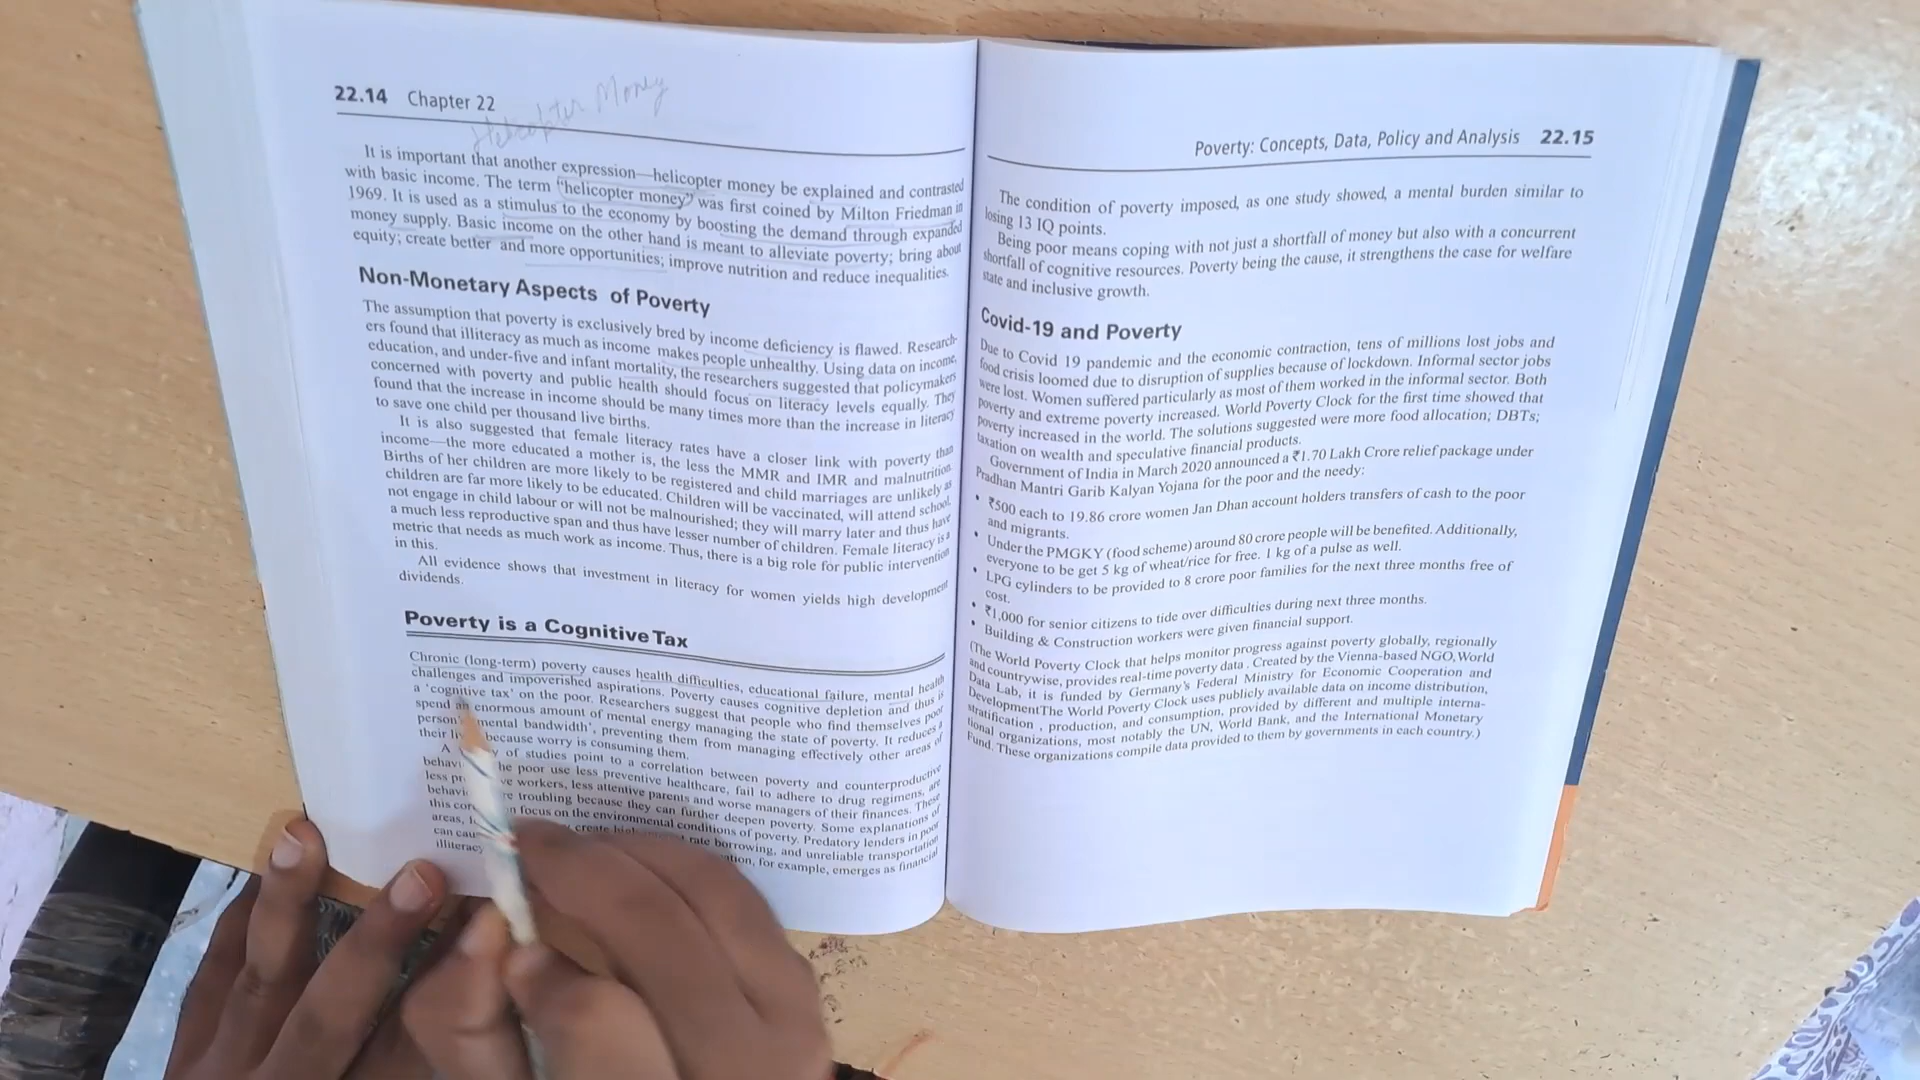 22.14 Chapter 22
Helicopter Money
It is important that another expression—helicopter money be explained and contrasted
with basic income. The term “helicopter money” was first coined by Milton Friedman in
1969. It is used as a stimulus to the economy by boosting the demand through expanded
money supply. Basic income on the other hand is meant to alleviate poverty; bring about
equity; create better and more opportunities; improve nutrition and reduce inequalities.
Non-Monetary Aspects of Poverty
The assumption that poverty is exclusively bred by income deficiency is flawed. Research-
ers found that illiteracy as much as income makes people unhealthy. Using data on income,
education, and under-five and infant mortality, the researchers suggested that policymakers
concerned with poverty and public health should focus on literacy levels equally. They
found that the increase in income should be many times more than the increase in literacy
to save one child per thousand live births.
It is also suggested that female literacy rates have a closer link with poverty than
income—the more educated a mother is, the less the MMR and IMR and malnutrition.
Births of her children are more likely to be registered and child marriages are unlikely as
children are far more likely to be educated. Children will be vaccinated, will attend school,
not engage in child labour or will not be malnourished; they will marry later and thus have
a much less reproductive span and thus have lesser number of children. Female literacy is a
metric that needs as much work as income. Thus, there is a big role for public intervention
in this.
All evidence shows that investment in literacy for women yields high development
dividends.
Poverty is a Cognitive Tax
Chronic (long-term) poverty causes health difficulties, educational failure, mental health
challenges and impoverished aspirations. Poverty causes cognitive depletion and thus is
a ‘cognitive tax’ on the poor. Researchers suggest that people who find themselves poor
spend an enormous amount of mental energy managing the state of poverty. It reduces a
mental bandwidth’, preventing them from managing effectively other areas of
their because worry is consuming them.
A of studies point to a correlation between poverty and counterproductive
he poor use less preventive healthcare, fail to adhere to drug regimens, are
less workers, less attentive parents and worse managers of their finances. These
troubling because they can further deepen poverty. Some explanations of
this focus on the environmental conditions of poverty. Predatory lenders in poor
areas, create rate borrowing, and unreliable transportation
can for example, emerges as financial
illiteracy
Poverty: Concepts, Data, Policy and Analysis 22.15
The condition of poverty imposed, as one study showed, a mental burden similar to
losing 13 IQ points.
Being poor means coping with not just a shortfall of money but also with a concurrent
shortfall of cognitive resources. Poverty being the cause, it strengthens the case for welfare
state and inclusive growth.
Covid-19 and Poverty
Due to Covid 19 pandemic and the economic contraction, tens of millions lost jobs and
food crisis loomed due to disruption of supplies because of lockdown. Informal sector jobs
were lost. Women suffered particularly as most of them worked in the informal sector. Both
poverty and extreme poverty increased. World Poverty Clock for the first time showed that
poverty increased in the world. The solutions suggested were more food allocation; DBTs;
taxation on wealth and speculative financial products.
Government of India in March 2020 announced a ₹1.70 Lakh Crore relief package under
Pradhan Mantri Garib Kalyan Yojana for the poor and the needy:
• ₹500 each to 19.86 crore women Jan Dhan account holders transfers of cash to the poor
and migrants.
• Under the PMGKY (food scheme) around 80 crore people will be benefited. Additionally,
everyone to be get 5 kg of wheat/rice for free. 1 kg of a pulse as well.
• LPG cylinders to be provided to 8 crore poor families for the next three months free of
cost.
• ₹1,000 for senior citizens to tide over difficulties during next three months.
• Building & Construction workers were given financial support.
(The World Poverty Clock that helps monitor progress against poverty globally, regionally
and countrywise, provides real-time poverty data . Created by the Vienna-based NGO, World
Data Lab, it is funded by Germany’s Federal Ministry for Economic Cooperation and
DevelopmentThe World Poverty Clock uses publicly available data on income distribution,
stratification , production, and consumption, provided by different and multiple interna-
tional organizations, most notably the UN, World Bank, and the International Monetary
Fund. These organizations compile data provided to them by governments in each country.)